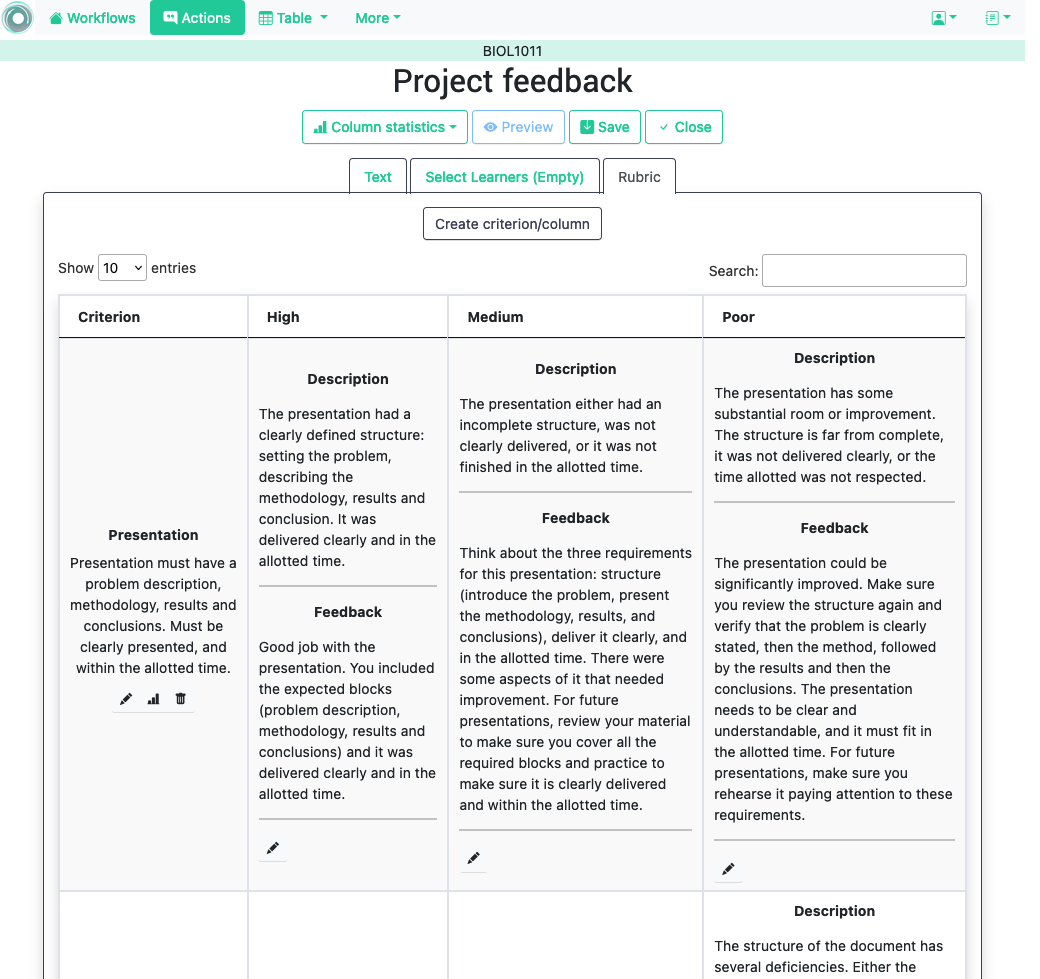 Workflows Actions Table More
BIOL1011
Project feedback
Column statistics Preview Save Close
Text Select Learners (Empty) Rubric
Create criterion/column
Show 10 entries
Search:
Criterion High Medium Poor
Presentation
Presentation must have a
problem description,
methodology, results and
conclusions. Must be
clearly presented, and
within the allotted time.
Description
The presentation had a
clearly defined structure:
setting the problem,
describing the
methodology, results and
conclusion. It was
delivered clearly and in the
allotted time.
Feedback
Good job with the
presentation. You included
the expected blocks
(problem description,
methodology, results and
conclusions) and it was
delivered clearly and in the
allotted time.
Description
The presentation either had an
incomplete structure, was not
clearly delivered, or it was not
finished in the allotted time.
Feedback
Think about the three requirements
for this presentation: structure
(introduce the problem, present
the methodology, results, and
conclusions), deliver it clearly, and
in the allotted time. There were
some aspects of it that needed
improvement. For future
presentations, review your material
to make sure you cover all the
required blocks and practice to
make sure it is clearly delivered
and within the allotted time.
Description
The presentation has some
substantial room or improvement.
The structure is far from complete,
it was not delivered clearly, or the
time allotted was not respected.
Feedback
The presentation could be
significantly improved. Make sure
you review the structure again and
verify that the problem is clearly
stated, then the method, followed
by the results and then the
conclusions. The presentation
needs to be clear and
understandable, and it must fit in
the allotted time. For future
presentations, make sure you
rehearse it paying attention to these
requirements.
Description
The structure of the document has
several deficiencies. Either the